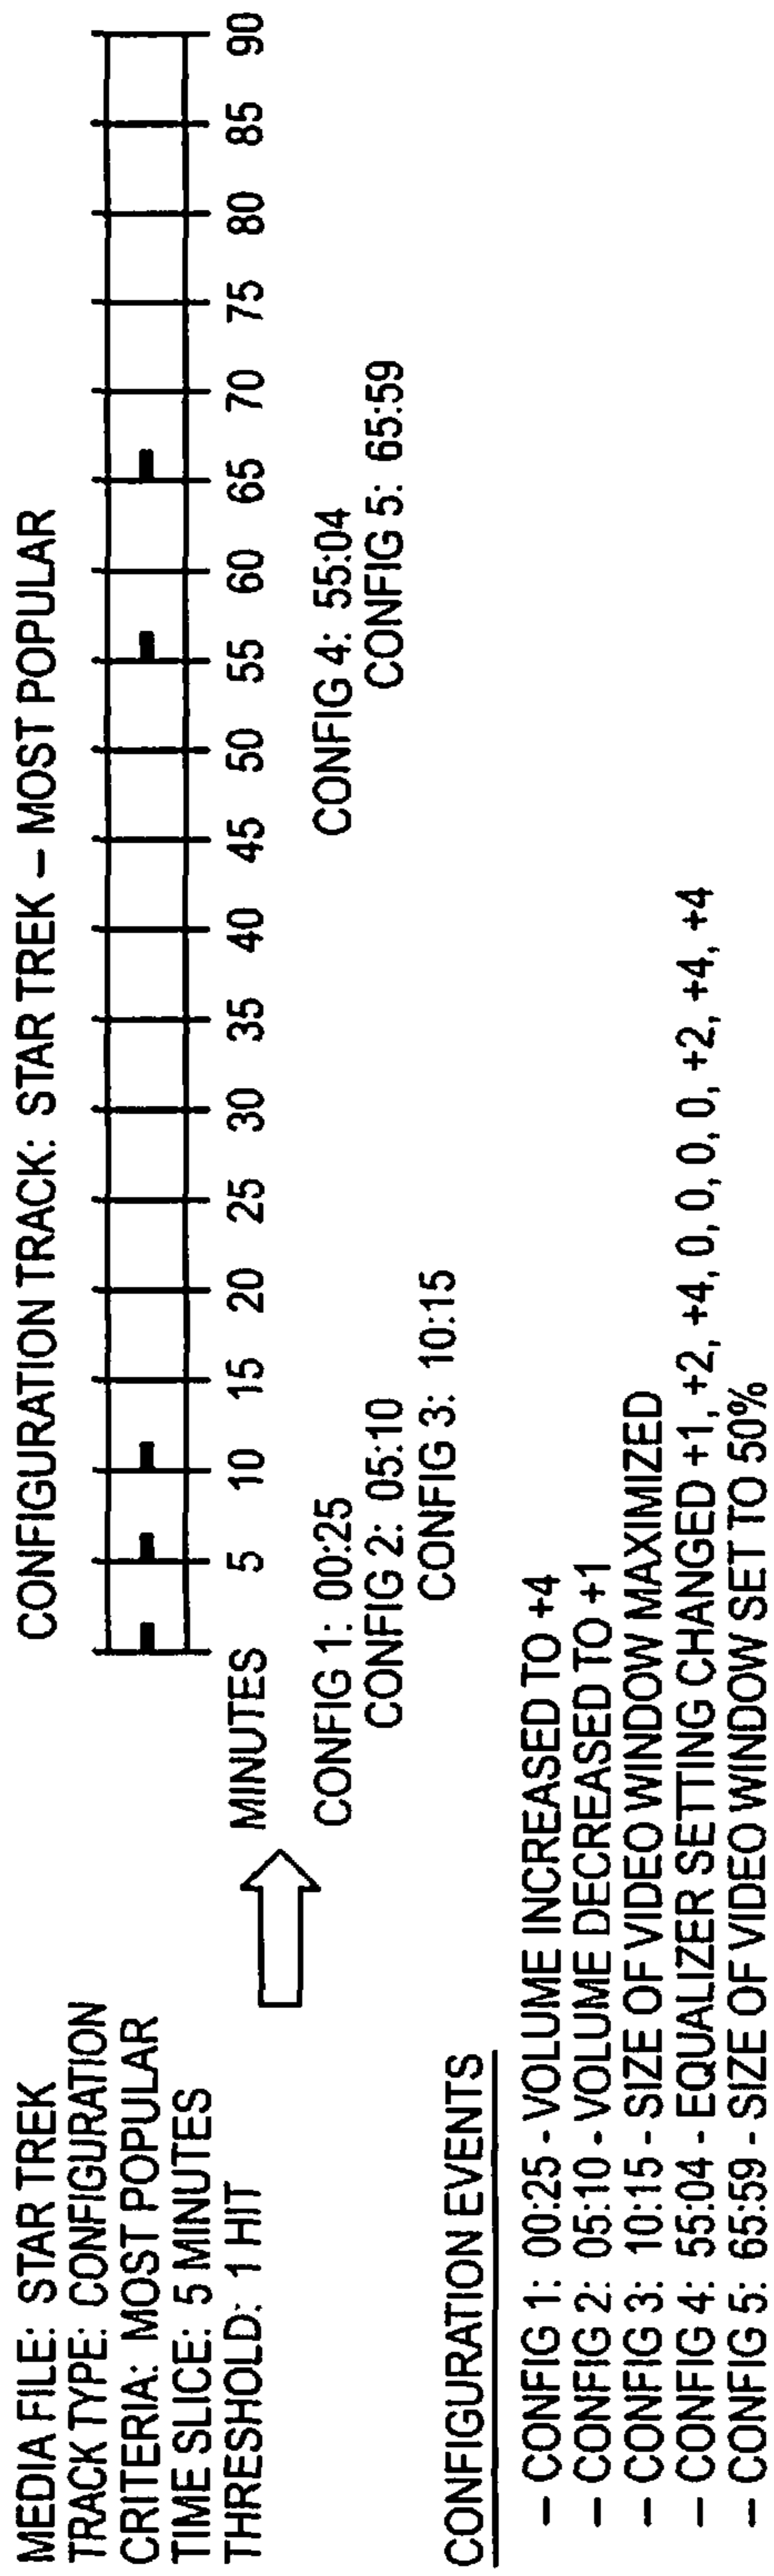 MEDIA FILE: STAR TREK
TRACK TYPE: CONFIGURATION
CRITERIA: MOST POPULAR
TIME SLICE: 5 MINUTES
THRESHOLD: 1 HIT
CONFIGURATION TRACK: STAR TREK – MOST POPULAR
MINUTES 5 10 15 20 25 30 35 40 45 50 55 60 65 70 75 80 85 90
CONFIG 1: 00:25
CONFIG 2: 05:10
CONFIG 3: 10:15
CONFIG 4: 55:04
CONFIG 5: 65:59
CONFIGURATION EVENTS
– CONFIG 1: 00:25 - VOLUME INCREASED TO +4
– CONFIG 2: 05:10 - VOLUME DECREASED TO +1
– CONFIG 3: 10:15 - SIZE OF VIDEO WINDOW MAXIMIZED
– CONFIG 4: 55:04 - EQUALIZER SETTING CHANGED +1, +2, +4, 0, 0, 0, 0, +2, +4, +4
– CONFIG 5: 65:59 - SIZE OF VIDEO WINDOW SET TO 50%